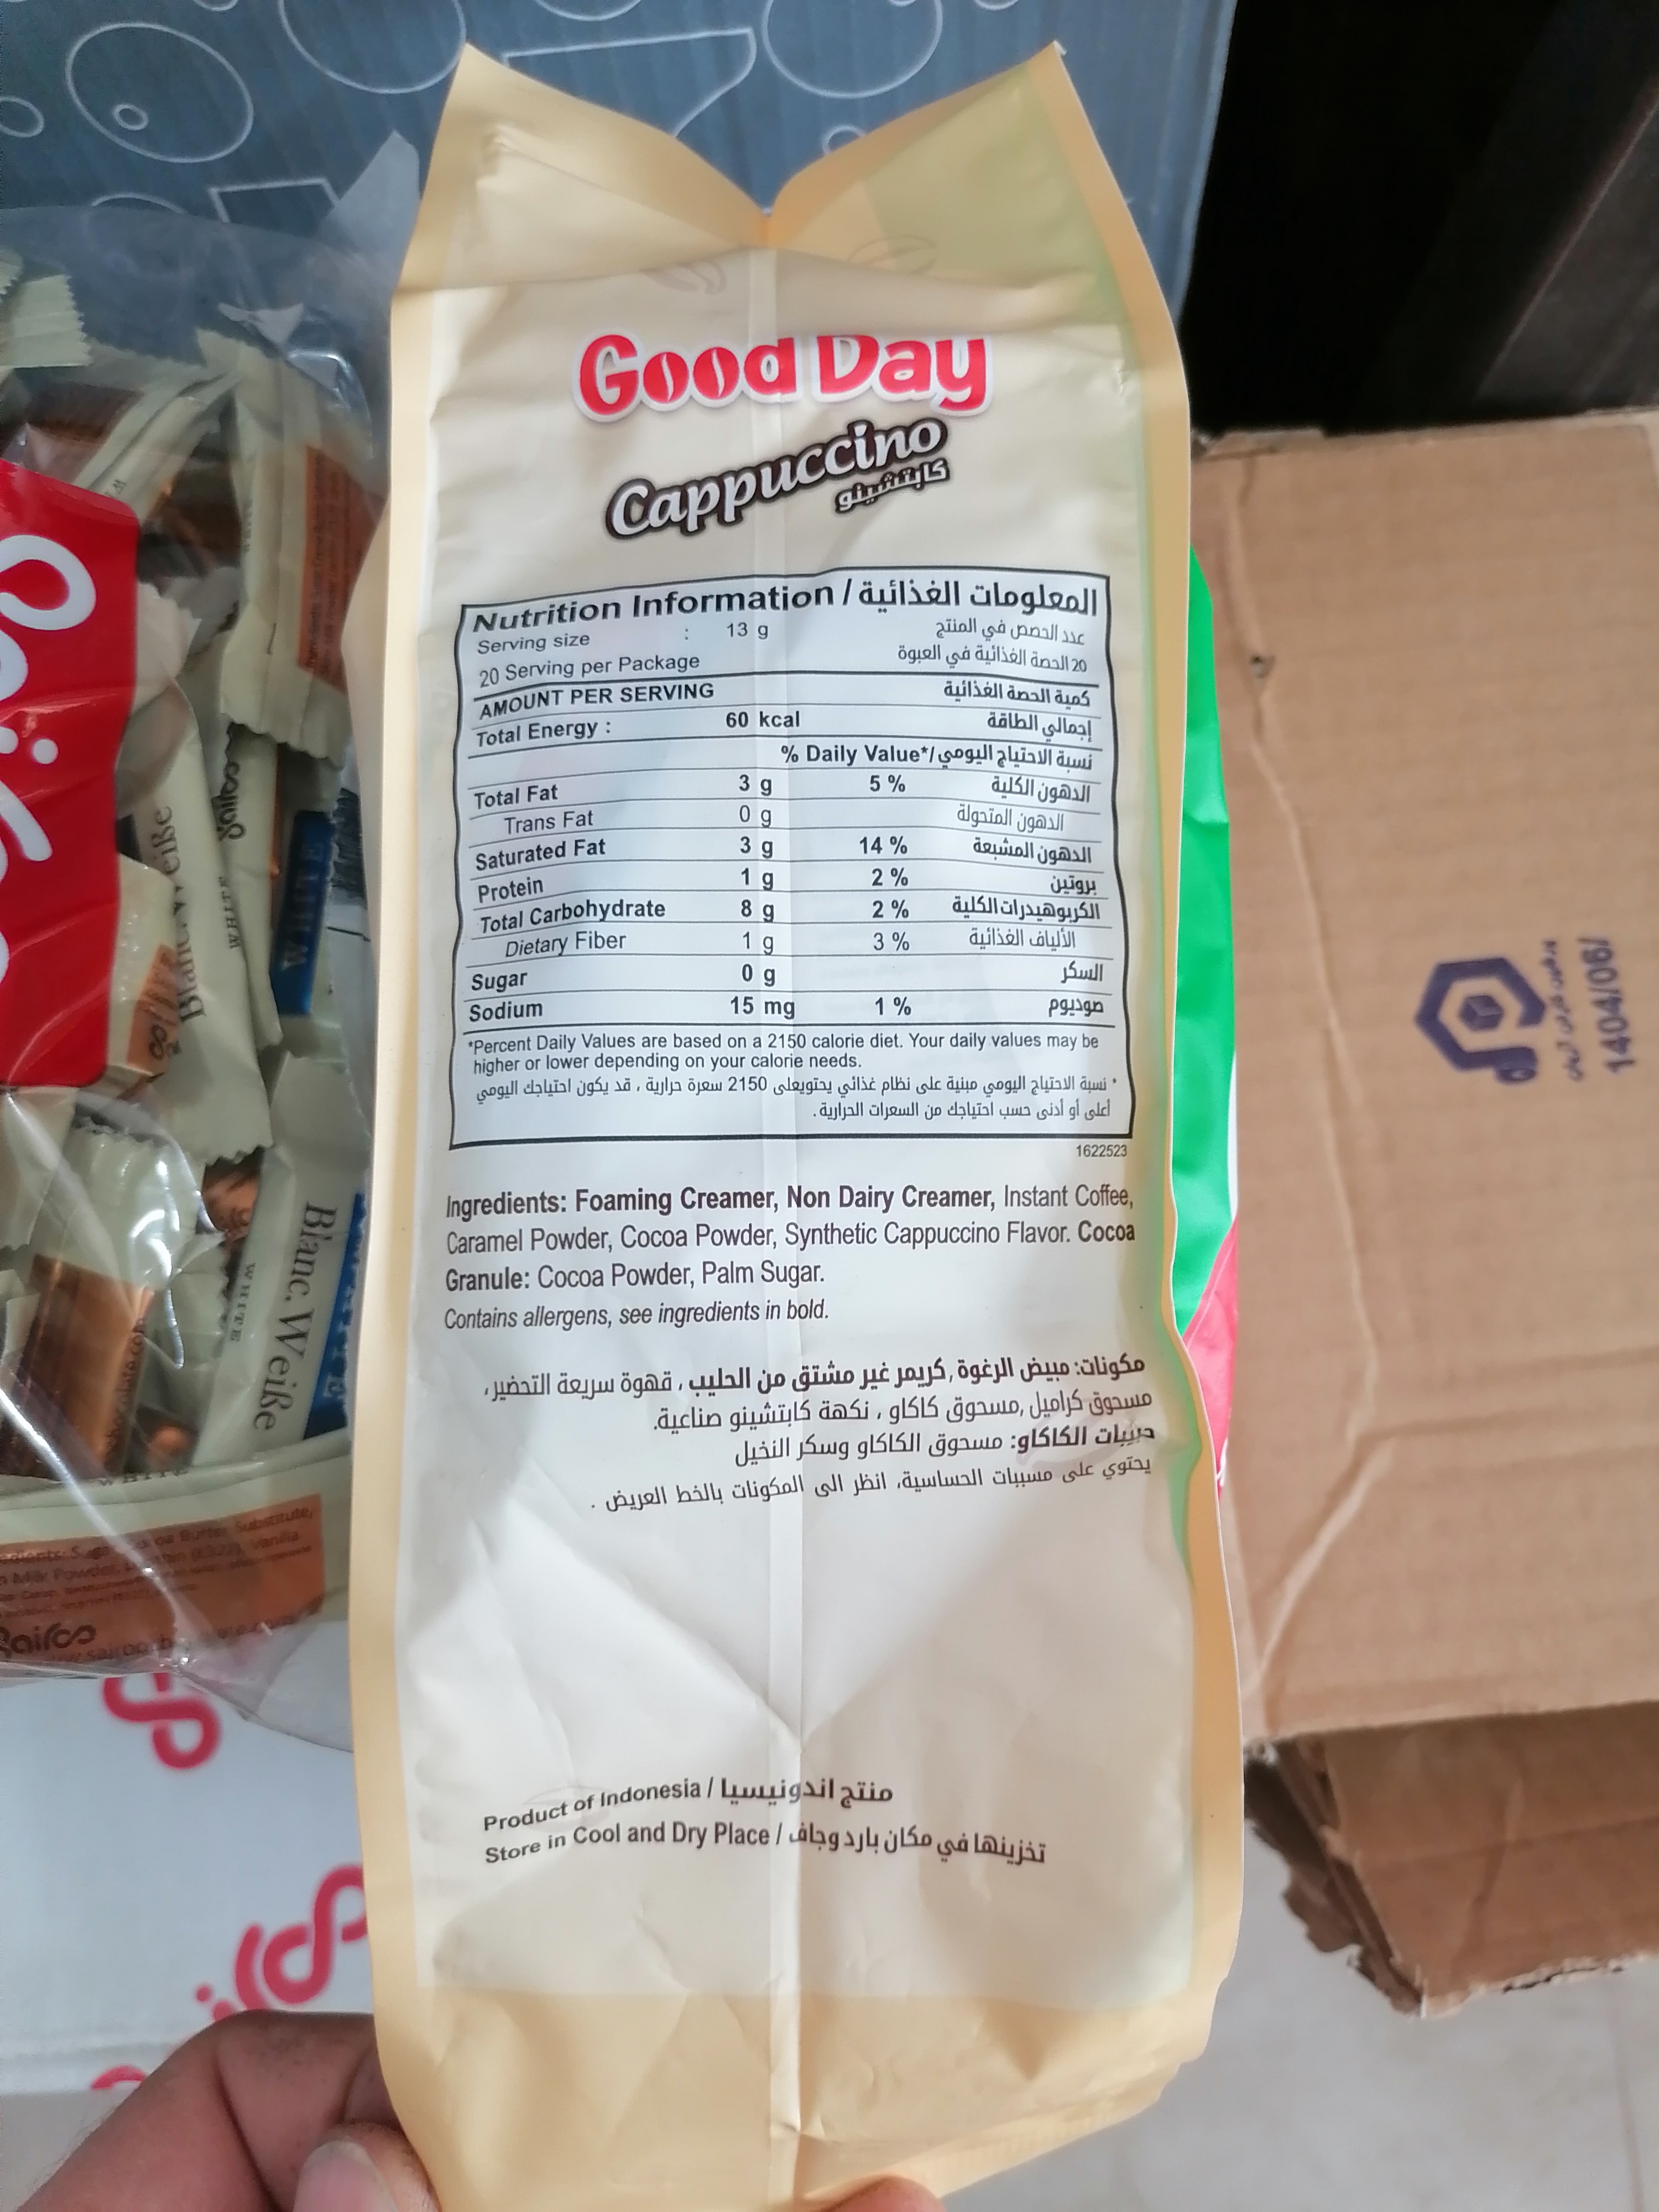 Good Day
Cappuccino
كابتشينو
Nutrition Information / المعلومات الغذائية
Serving size : 13 g عدد الحصص في المنتج
20 Serving per Package 20 الحصة الغذائية في العبوة
AMOUNT PER SERVING كمية الحصة الغذائية
Total Energy : 60 kcal إجمالي الطاقة
% Daily Value*/نسبة الاحتياج اليومي
Total Fat 3 g 5 % الدهون الكلية
Trans Fat 0 g الدهون المتحولة
Saturated Fat 3 g 14 % الدهون المشبعة
Protein 1 g 2 % بروتين
Total Carbohydrate 8 g 2 % الكربوهيدرات الكلية
Dietary Fiber 1 g 3 % الألياف الغذائية
Sugar 0 g السكر
Sodium 15 mg 1 % صوديوم
*Percent Daily Values are based on a 2150 calorie diet. Your daily values may be
higher or lower depending on your calorie needs.
* نسبة الاحتياج اليومي مبنية على نظام غذائي يحتويعلى 2150 سعرة حرارية ، قد يكون احتياجك اليومي
أعلى أو أدنى حسب احتياجك من السعرات الحرارية .
1622523
Ingredients: Foaming Creamer, Non Dairy Creamer, Instant Coffee,
Caramel Powder, Cocoa Powder, Synthetic Cappuccino Flavor. Cocoa
Granule: Cocoa Powder, Palm Sugar.
Contains allergens, see ingredients in bold.
مكونات: مبيض الرغوة ,كريمر غير مشتق من الحليب ، قهوة سريعة التحضير،
مسحوق كراميل ,مسحوق كاكاو ، نكهة كابتشينو صناعية.
حبيبات الكاكاو: مسحوق الكاكاو وسكر النخيل
يحتوي على مسببات الحساسية، انظر الى المكونات بالخط العريض .
Product of Indonesia / منتج اندونيسيا
Store in Cool and Dry Place / تخزينها في مكان بارد وجاف
1404/06/
Blanc. Weiße
WHITE
WHITE
Blanc. Weiße
WHITE